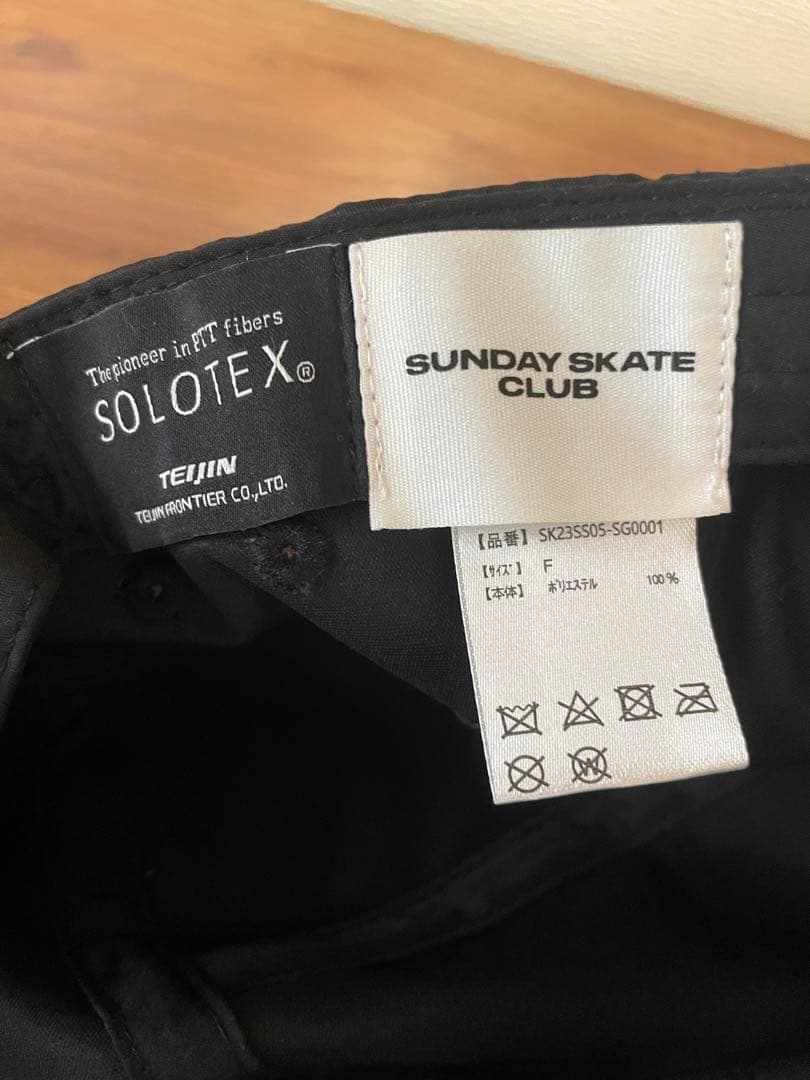 The pioneer in PTT fibers
SOLOTEX®
TEIJIN
TEIJIN FRONTIER CO.,LTD.
SUNDAY SKATE
CLUB
【品番】 SK23SS05-SG0001
【ｻｲｽﾞ】 F
【本体】 ポリエステル 100%
W